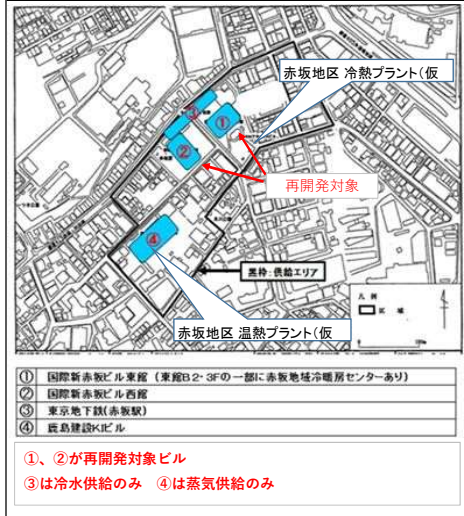 赤坂地区 冷熱プラント(仮
③
①
②
再開発対象
④
黒枠:供給エリア
凡例
区域
赤坂地区 温熱プラント(仮
① 国際新赤坂ビル東館(東館B2・3Fの一部に赤坂地域冷暖房センターあり)
② 国際新赤坂ビル西館
③ 東京地下鉄(赤坂駅)
④ 鹿島建設KIビル
①、②が再開発対象ビル
③は冷水供給のみ ④は蒸気供給のみ